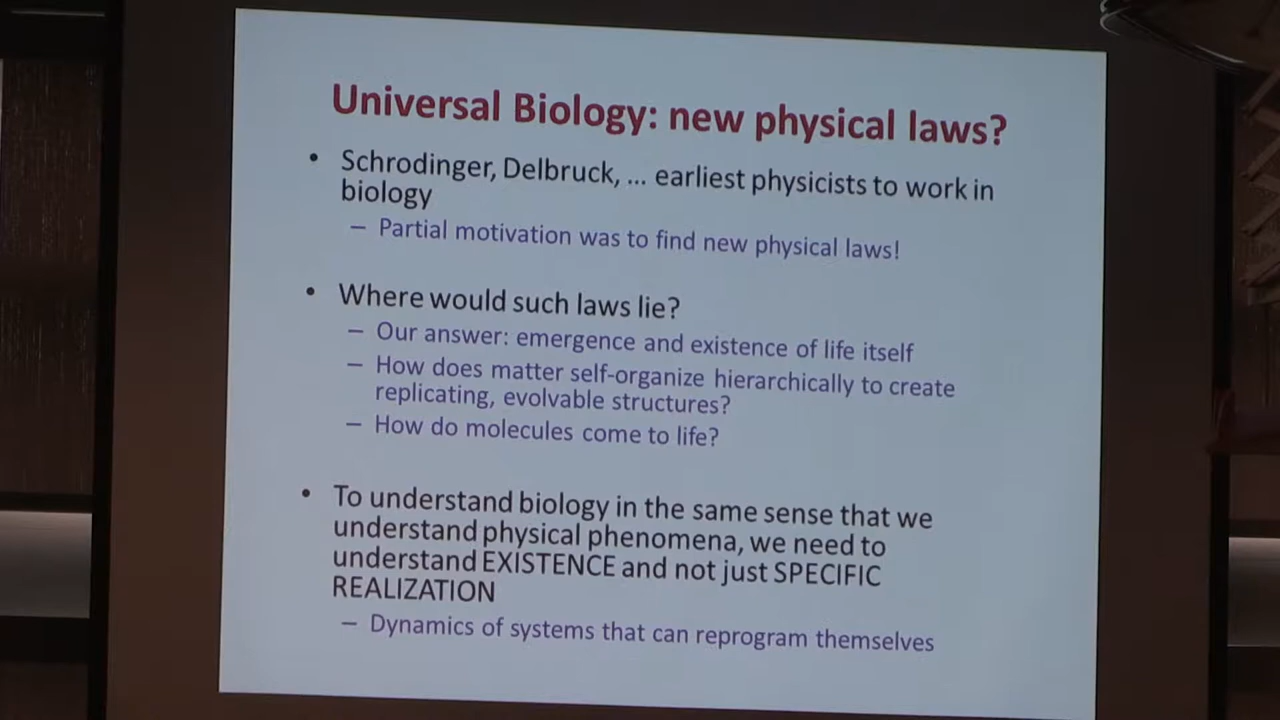 Universal Biology: new physical laws?
• Schrodinger, Delbruck, ... earliest physicists to work in
biology
– Partial motivation was to find new physical laws!
• Where would such laws lie?
– Our answer: emergence and existence of life itself
– How does matter self-organize hierarchically to create
replicating, evolvable structures?
– How do molecules come to life?
• To understand biology in the same sense that we
understand physical phenomena, we need to
understand EXISTENCE and not just SPECIFIC
REALIZATION
– Dynamics of systems that can reprogram themselves